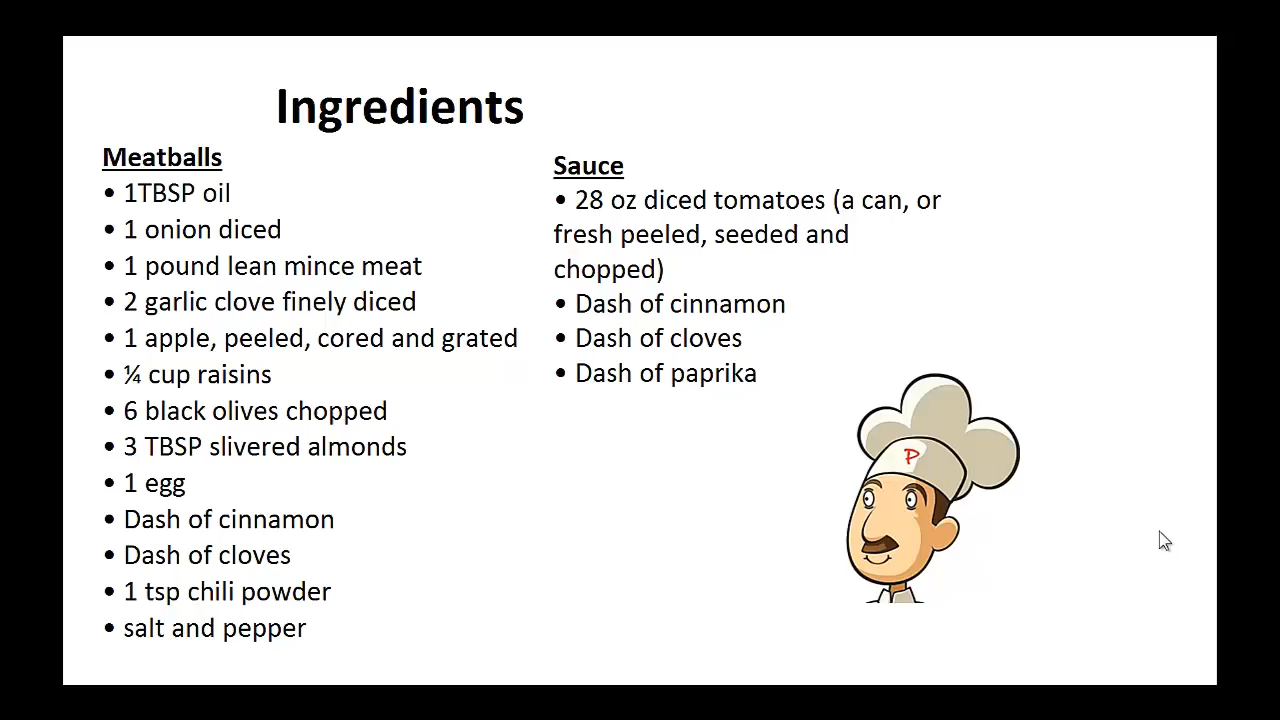 Ingredients
Meatballs
• 1TBSP oil
• 1 onion diced
• 1 pound lean mince meat
• 2 garlic clove finely diced
• 1 apple, peeled, cored and grated
• ¼ cup raisins
• 6 black olives chopped
• 3 TBSP slivered almonds
• 1 egg
• Dash of cinnamon
• Dash of cloves
• 1 tsp chili powder
• salt and pepper
Sauce
• 28 oz diced tomatoes (a can, or
fresh peeled, seeded and
chopped)
• Dash of cinnamon
• Dash of cloves
• Dash of paprika
P